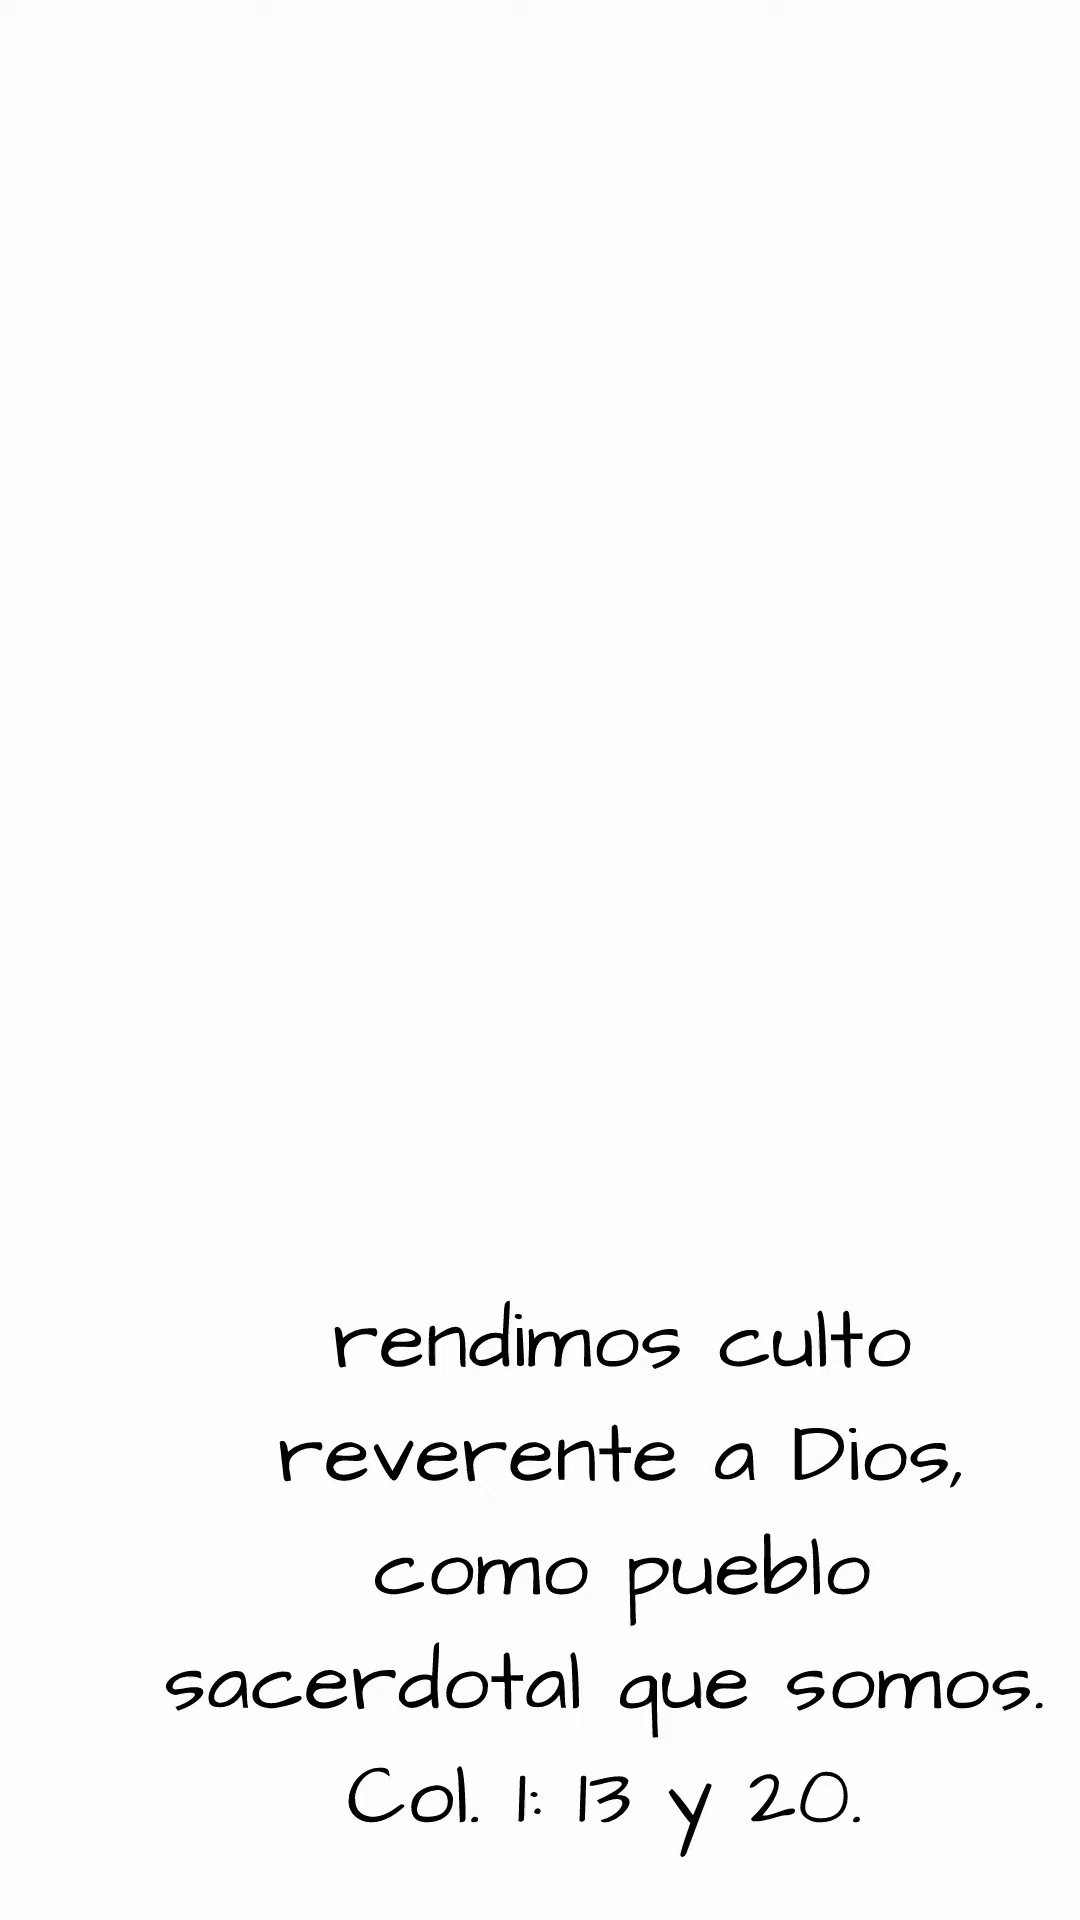 rendimos culto
reverente a Dios,
como pueblo
sacerdotal que somos.
Col. 1: 13 y 20.